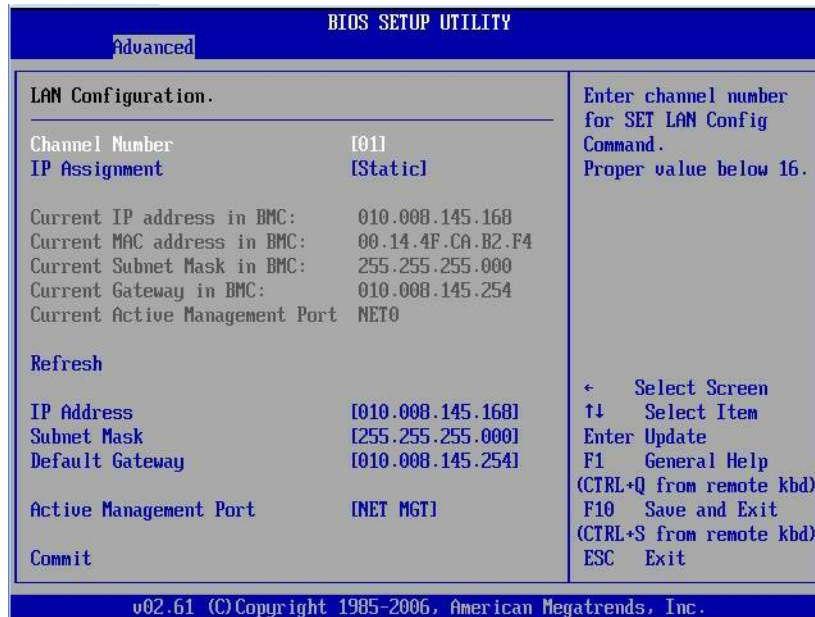 BIOS SETUP UTILITY
Advanced
LAN Configuration.
Channel Number [01]
IP Assignment [Static]
Current IP address in BMC: 010.008.145.168
Current MAC address in BMC: 00.14.4F.CA.B2.F4
Current Subnet Mask in BMC: 255.255.255.000
Current Gateway in BMC: 010.008.145.254
Current Active Management Port NET0
Refresh
IP Address [010.008.145.168]
Subnet Mask [255.255.255.000]
Default Gateway [010.008.145.254]
Active Management Port [NET MGT]
Commit
Enter channel number
for SET LAN Config
Command.
Proper value below 16.
← Select Screen
↑↓ Select Item
Enter Update
F1 General Help
(CTRL+Q from remote kbd)
F10 Save and Exit
(CTRL+S from remote kbd)
ESC Exit
v02.61 (C)Copyright 1985-2006, American Megatrends, Inc.